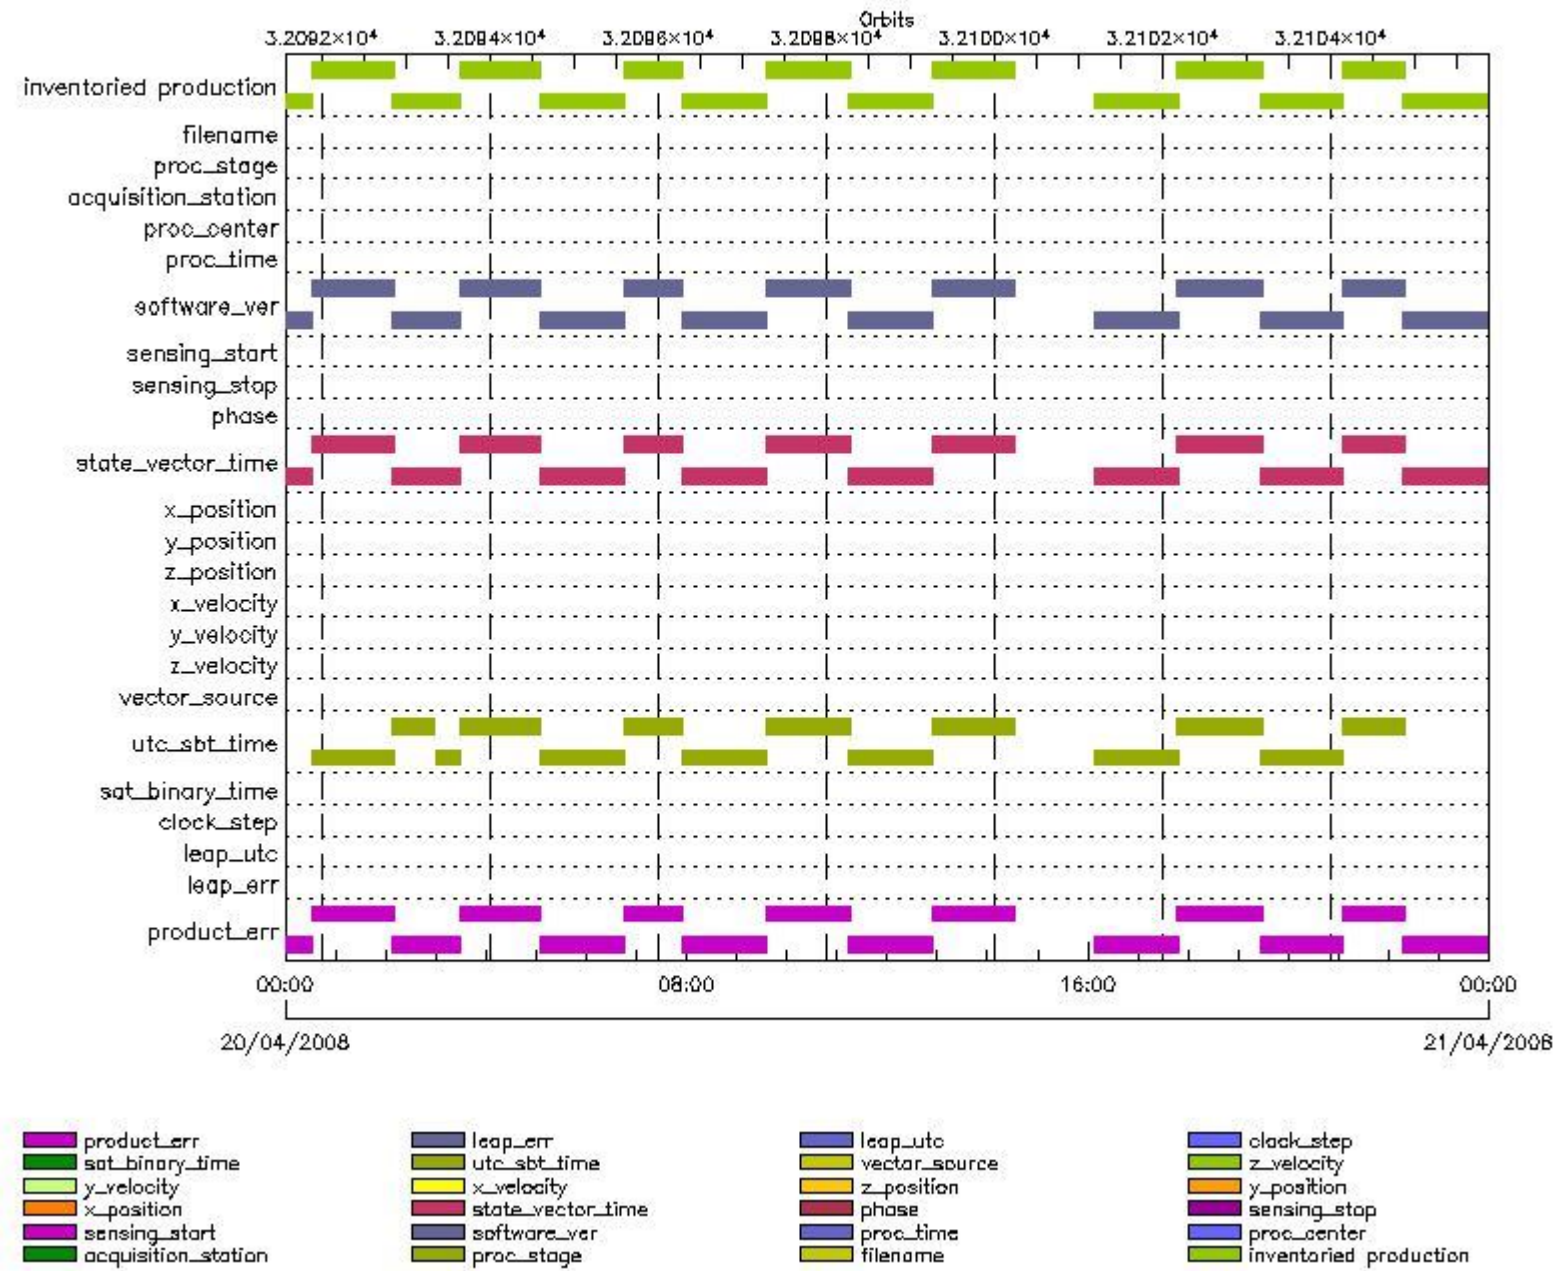 Orbits
3.2092×10⁴ 3.2094×10⁴ 3.2096×10⁴ 3.2098×10⁴ 3.2100×10⁴ 3.2102×10⁴ 3.2104×10⁴
inventoried production
filename
proc_stage
acquisition_station
proc_center
proc_time
software_ver
sensing_start
sensing_stop
phase
state_vector_time
x_position
y_position
z_position
x_velocity
y_velocity
z_velocity
vector_source
utc_sbt_time
sat_binary_time
clock_step
leap_utc
leap_err
product_err
00:00 08:00 16:00 00:00
20/04/2008 21/04/2008
product_err leap_err leap_utc clock_step
sat_binary_time utc_sbt_time vector_source z_velocity
y_velocity x_velocity z_position y_position
x_position state_vector_time phase sensing_stop
sensing_start software_ver proc_time proc_center
acquisition_station proc_stage filename inventoried production